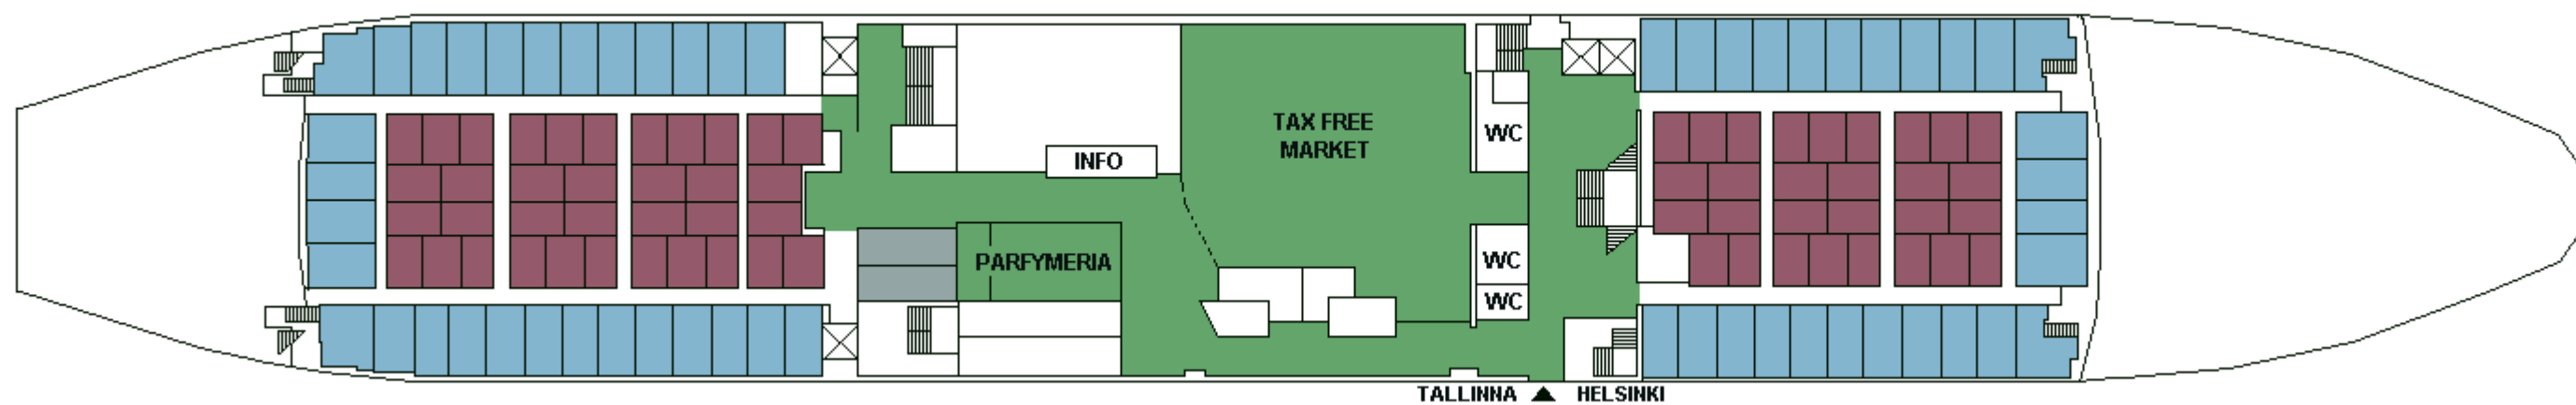 TAX FREE
MARKET
WC
INFO
PARFYMERIA
WC
WC
TALLINNA ▲ HELSINKI